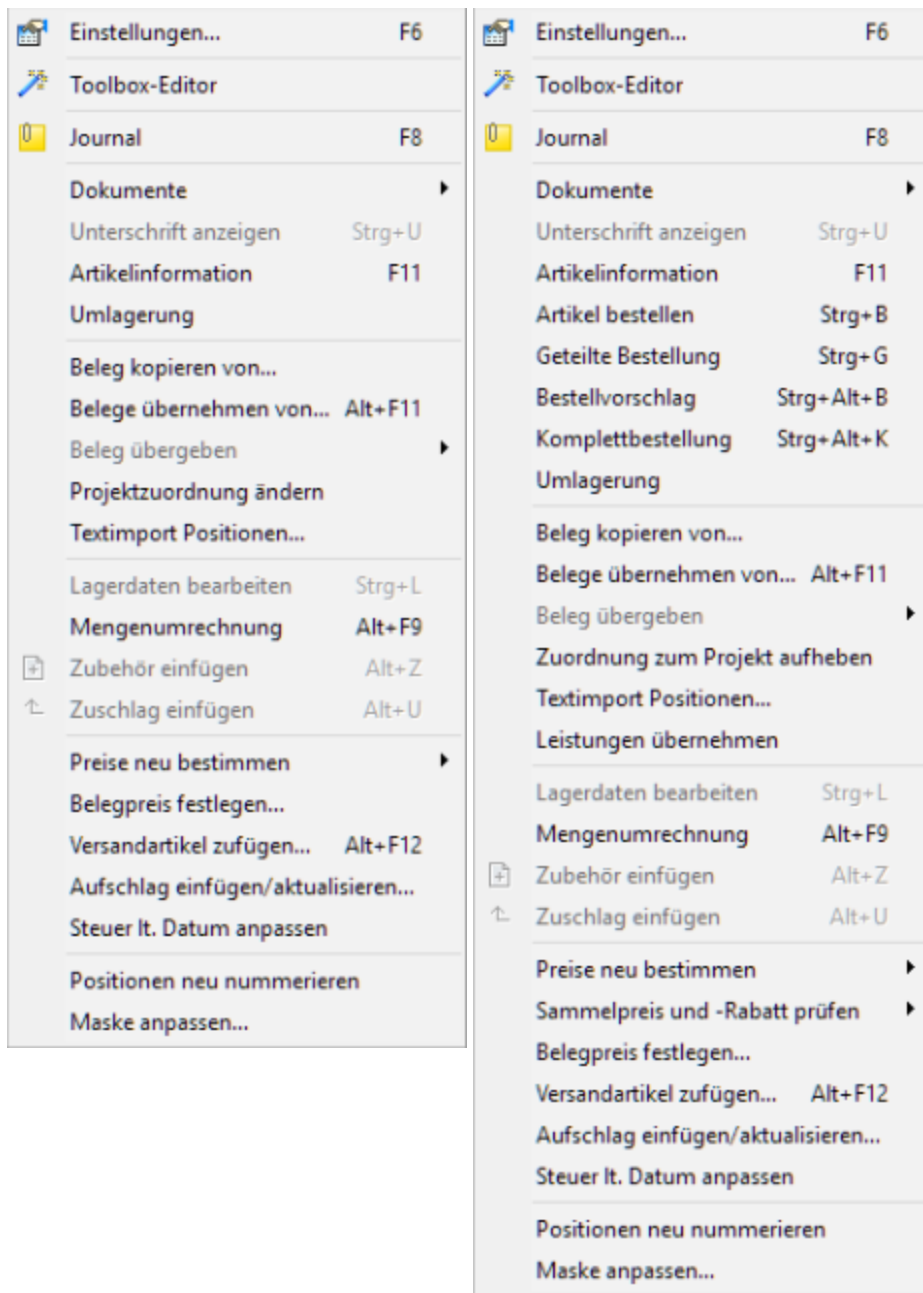 Einstellungen... F6
Toolbox-Editor
Journal F8
Dokumente
Unterschrift anzeigen Strg+U
Artikelinformation F11
Umlagerung
Beleg kopieren von...
Belege übernehmen von... Alt+F11
Beleg übergeben
Projektzuordnung ändern
Textimport Positionen...
Lagerdaten bearbeiten Strg+L
Mengenumrechnung Alt+F9
Zubehör einfügen Alt+Z
Zuschlag einfügen Alt+U
Preise neu bestimmen
Belegpreis festlegen...
Versandartikel zufügen... Alt+F12
Aufschlag einfügen/aktualisieren...
Steuer lt. Datum anpassen
Positionen neu nummerieren
Maske anpassen...
Einstellungen... F6
Toolbox-Editor
Journal F8
Dokumente
Unterschrift anzeigen Strg+U
Artikelinformation F11
Artikel bestellen Strg+B
Geteilte Bestellung Strg+G
Bestellvorschlag Strg+Alt+B
Komplettbestellung Strg+Alt+K
Umlagerung
Beleg kopieren von...
Belege übernehmen von... Alt+F11
Beleg übergeben
Zuordnung zum Projekt aufheben
Textimport Positionen...
Leistungen übernehmen
Lagerdaten bearbeiten Strg+L
Mengenumrechnung Alt+F9
Zubehör einfügen Alt+Z
Zuschlag einfügen Alt+U
Preise neu bestimmen
Sammelpreis und -Rabatt prüfen
Belegpreis festlegen...
Versandartikel zufügen... Alt+F12
Aufschlag einfügen/aktualisieren...
Steuer lt. Datum anpassen
Positionen neu nummerieren
Maske anpassen...